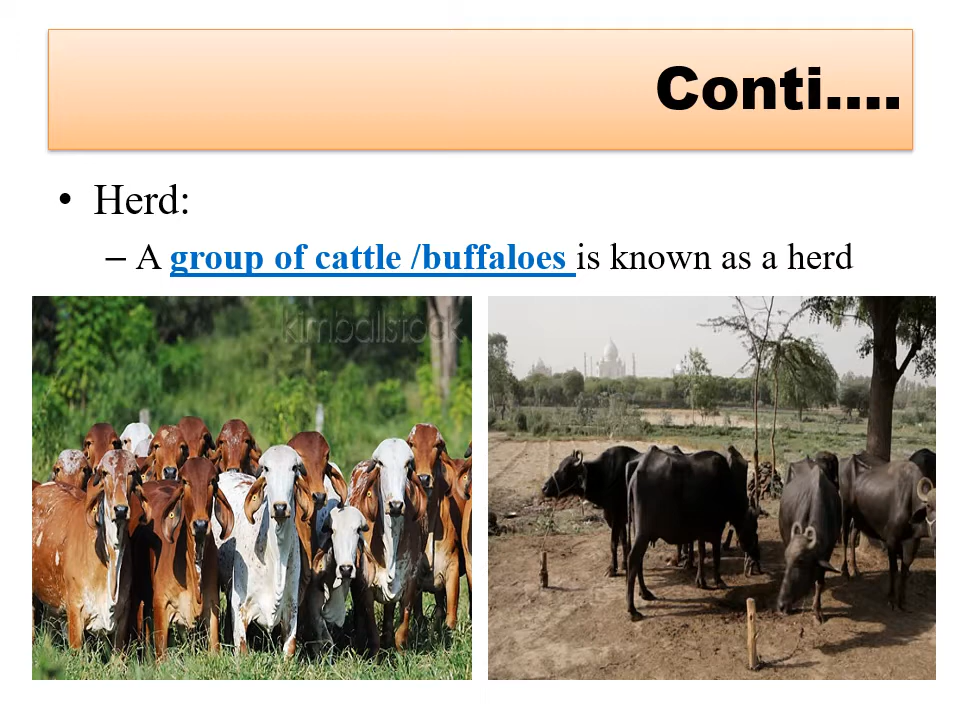 Conti....
• Herd:
– A group of cattle /buffaloes is known as a herd
kimballstock